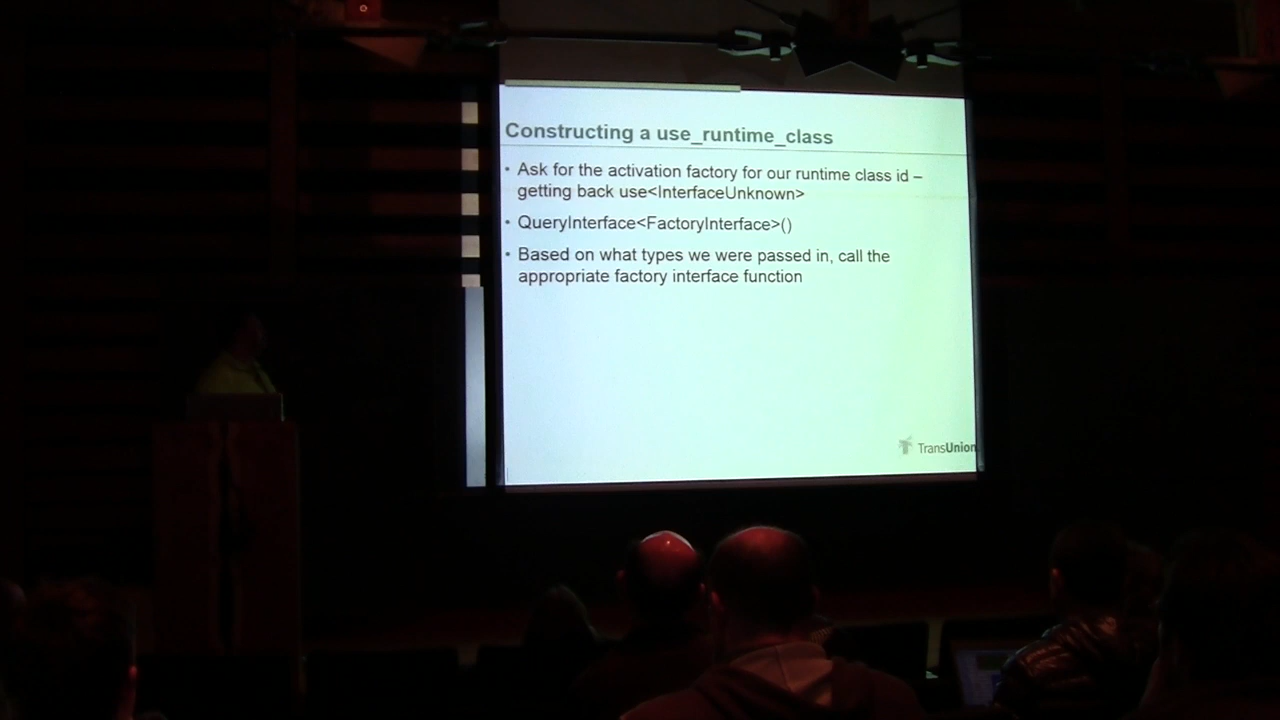 Constructing a use_runtime_class
• Ask for the activation factory for our runtime class id –
getting back use<InterfaceUnknown>
• QueryInterface<FactoryInterface>()
• Based on what types we were passed in, call the
appropriate factory interface function
TransUnion